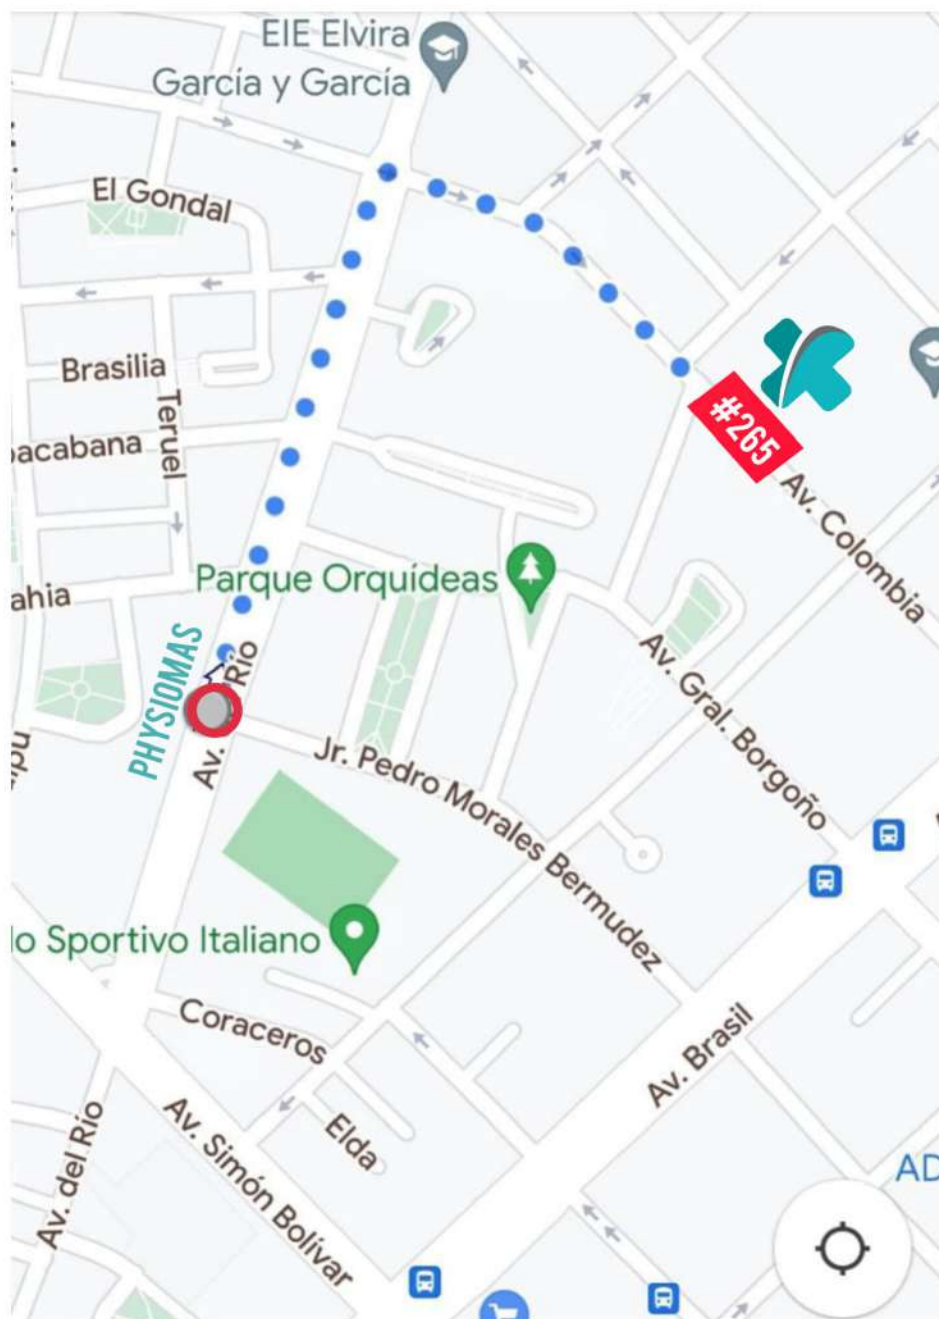 EIE Elvira
García y García
El Gondal
Brasilia
Teruel
acabana
#265
Av. Colombia
Parque Orquídeas
ahia
PHYSIOMAS
Río
Av.
Av. Gral. Borgoño
Jr. Pedro Morales Bermudez
lo Sportivo Italiano
Coraceros
Av. Brasil
Elda
Av. del Río
Av. Simón Bolívar
AD